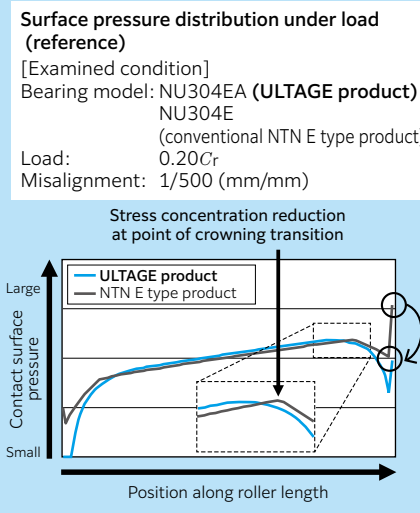 Surface pressure distribution under load
(reference)
[Examined condition]
Bearing model: NU304EA (ULTAGE product)
NU304E
(conventional NTN E type product)
Load: 0.20Cr
Misalignment: 1/500 (mm/mm)
Stress concentration reduction
at point of crowning transition
Large
ULTAGE product
NTN E type product
Contact surface
pressure
Small
Position along roller length